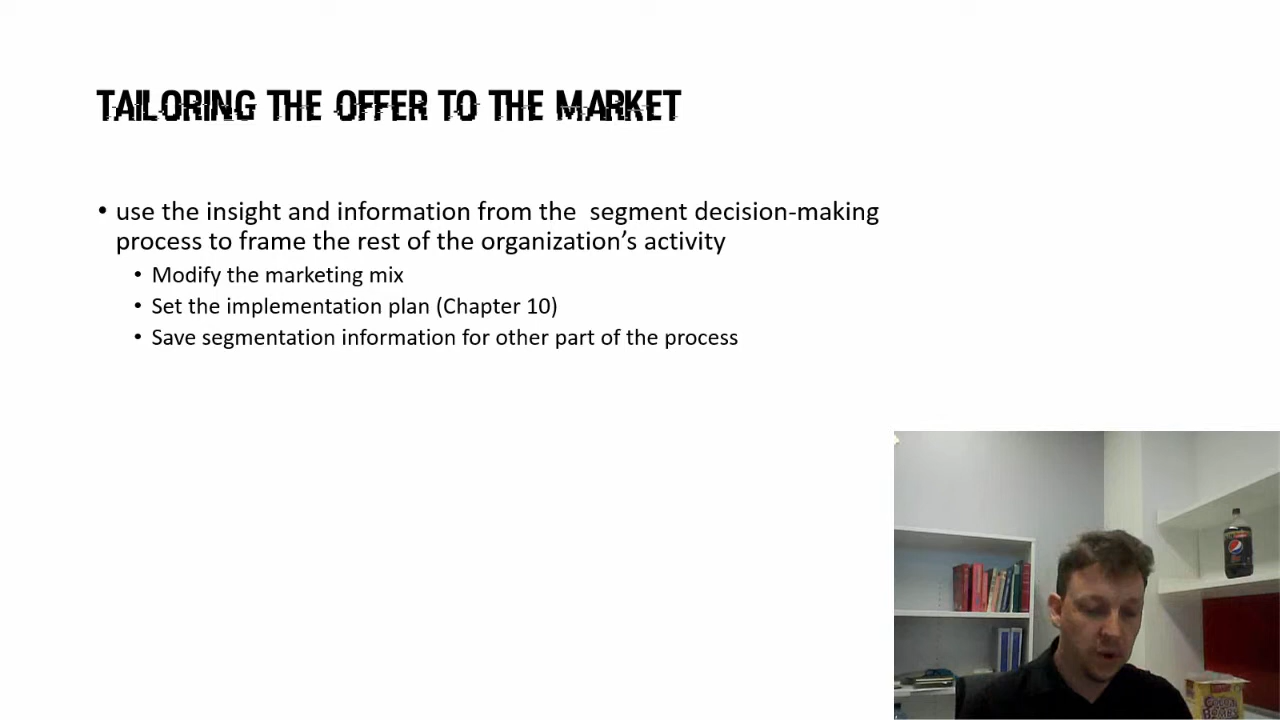 TAILORING THE OFFER TO THE MARKET
• use the insight and information from the segment decision-making
process to frame the rest of the organization's activity
• Modify the marketing mix
• Set the implementation plan (Chapter 10)
• Save segmentation information for other part of the process